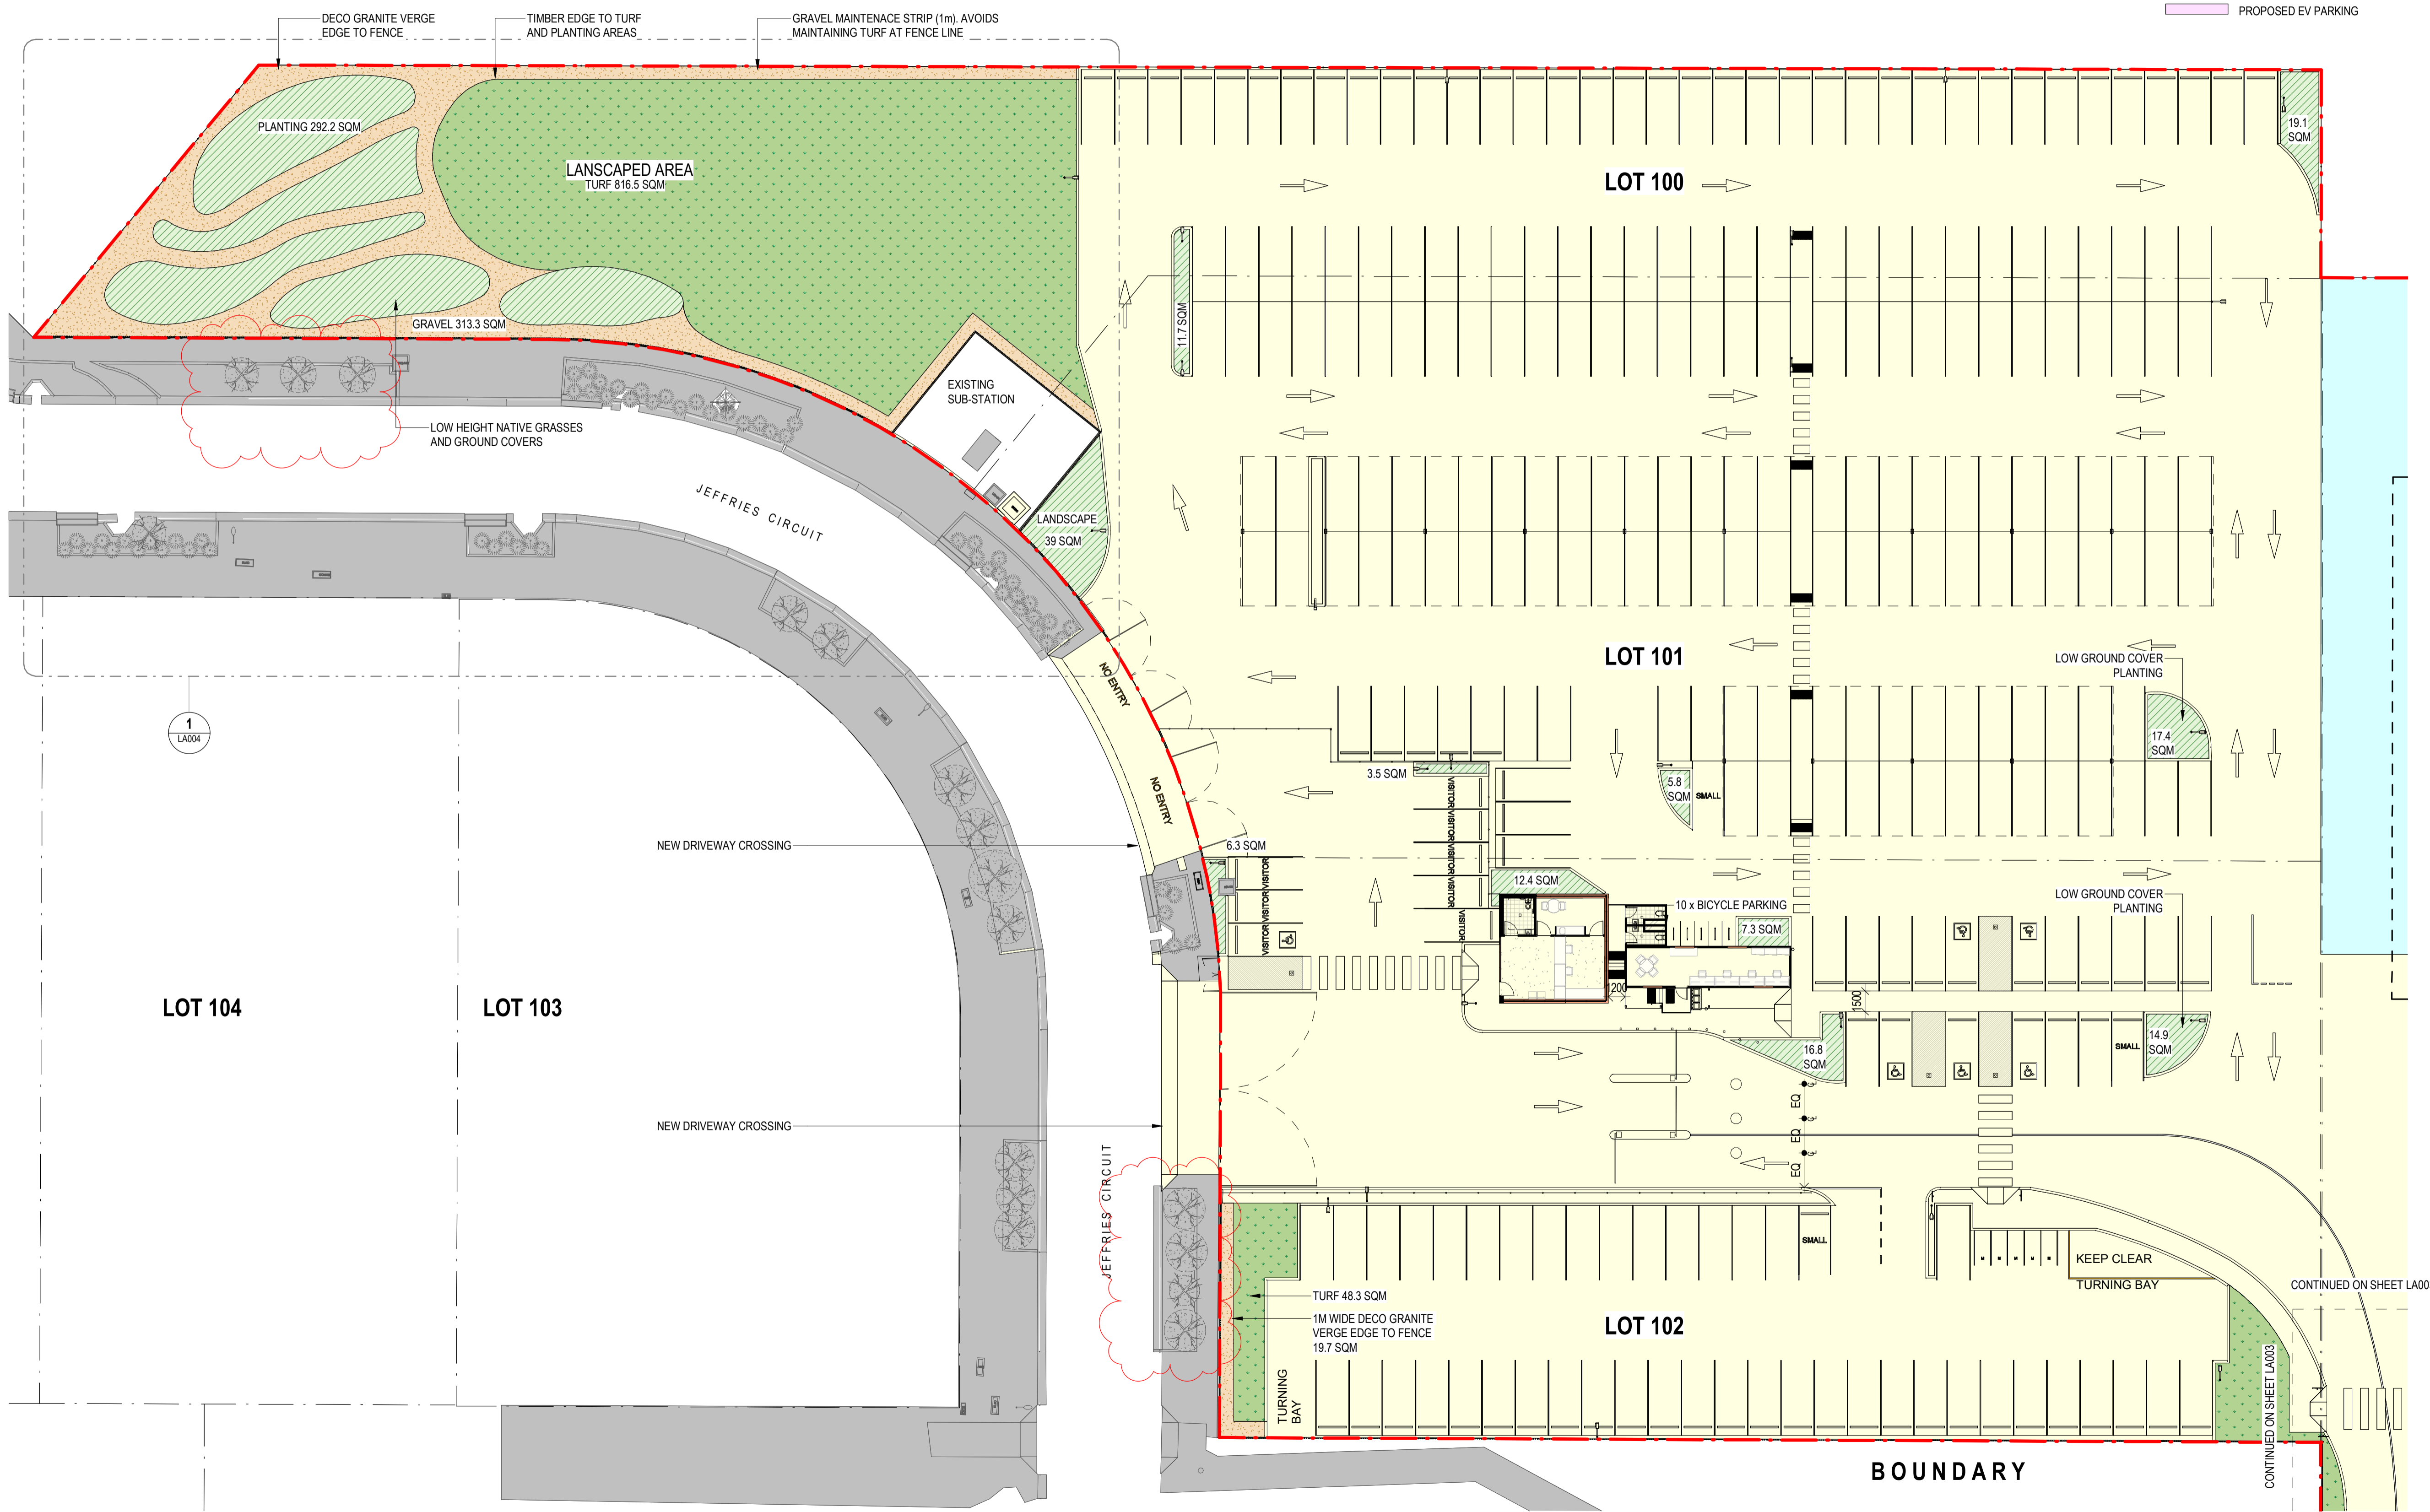 DECO GRANITE VERGE
EDGE TO FENCE
TIMBER EDGE TO TURF
AND PLANTING AREAS
GRAVEL MAINTENACE STRIP (1m). AVOIDS
MAINTAINING TURF AT FENCE LINE
PROPOSED EV PARKING
PLANTING 292.2 SQM
LANSCAPED AREA
TURF 816.5 SQM
LOT 100
19.1
SQM
11.7 SQM
GRAVEL 313.3 SQM
EXISTING
SUB-STATION
LOW HEIGHT NATIVE GRASSES
AND GROUND COVERS
JEFFRIES CIRCUIT
LANDSCAPE
39 SQM
LOT 101
NO ENTRY
NO ENTRY
LOW GROUND COVER
PLANTING
17.4
SQM
1
LA004
3.5 SQM
5.8
SQM
SMALL
VISITOR
VISITOR
VISITOR
VISITOR
VISITOR
NEW DRIVEWAY CROSSING
6.3 SQM
VISITOR
VISITOR
VISITOR
12.4 SQM
10 x BICYCLE PARKING
7.3 SQM
LOW GROUND COVER
PLANTING
LOT 104
LOT 103
1200
1500
16.8
SQM
SMALL
14.9
SQM
EQ
EQ
EQ
NEW DRIVEWAY CROSSING
JEFFRIES CIRCUIT
SMALL
KEEP CLEAR
TURNING BAY
CONTINUED ON SHEET LA00
TURF 48.3 SQM
1M WIDE DECO GRANITE
VERGE EDGE TO FENCE
19.7 SQM
LOT 102
TURNING
BAY
CONTINUED ON SHEET LA003
BOUNDARY